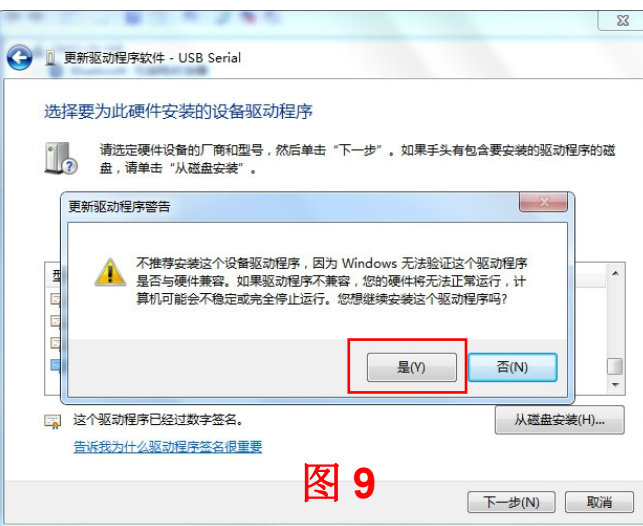 更新驱动程序软件 - USB Serial
选择要为此硬件安装的设备驱动程序
请选定硬件设备的厂商和型号，然后单击“下一步”。如果手头有包含要安装的驱动程序的磁
盘，请单击“从磁盘安装”。
更新驱动程序警告
不推荐安装这个设备驱动程序，因为 Windows 无法验证这个驱动程序
是否与硬件兼容。如果驱动程序不兼容，您的硬件将无法正常运行，计
算机可能会不稳定或完全停止运行。您想继续安装这个驱动程序吗?
是(Y)
否(N)
这个驱动程序已经过数字签名。
从磁盘安装(H)...
告诉我为什么驱动程序签名很重要
图 9
下一步(N)
取消